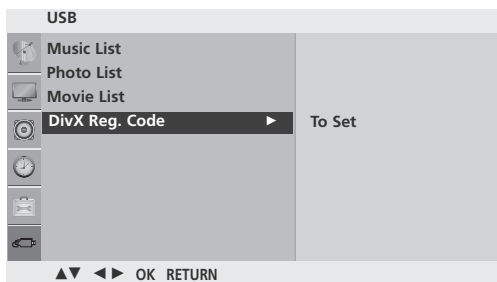 USB
Music List
Photo List
Movie List
DivX Reg. Code ► To Set
▲▼ ◄► OK RETURN